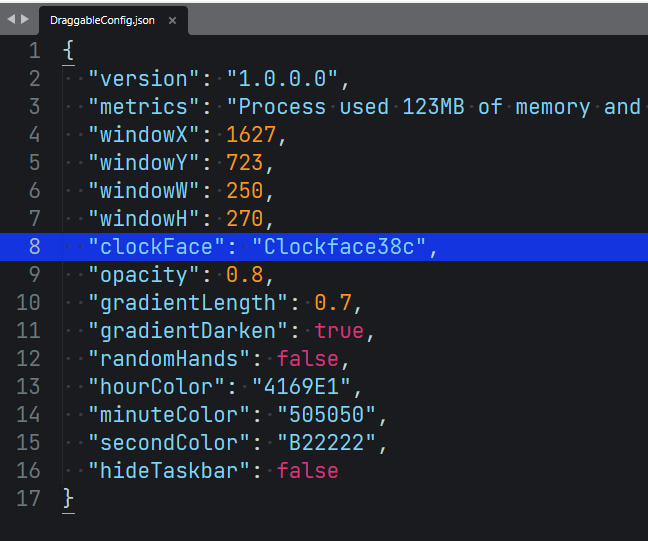 DraggableConfig.json ×
1 {
2 "version": "1.0.0.0",
3 "metrics": "Process used 123MB of memory and
4 "windowX": 1627,
5 "windowY": 723,
6 "windowW": 250,
7 "windowH": 270,
8 "clockFace": "Clockface38c",
9 "opacity": 0.8,
10 "gradientLength": 0.7,
11 "gradientDarken": true,
12 "randomHands": false,
13 "hourColor": "4169E1",
14 "minuteColor": "505050",
15 "secondColor": "B22222",
16 "hideTaskbar": false
17 }